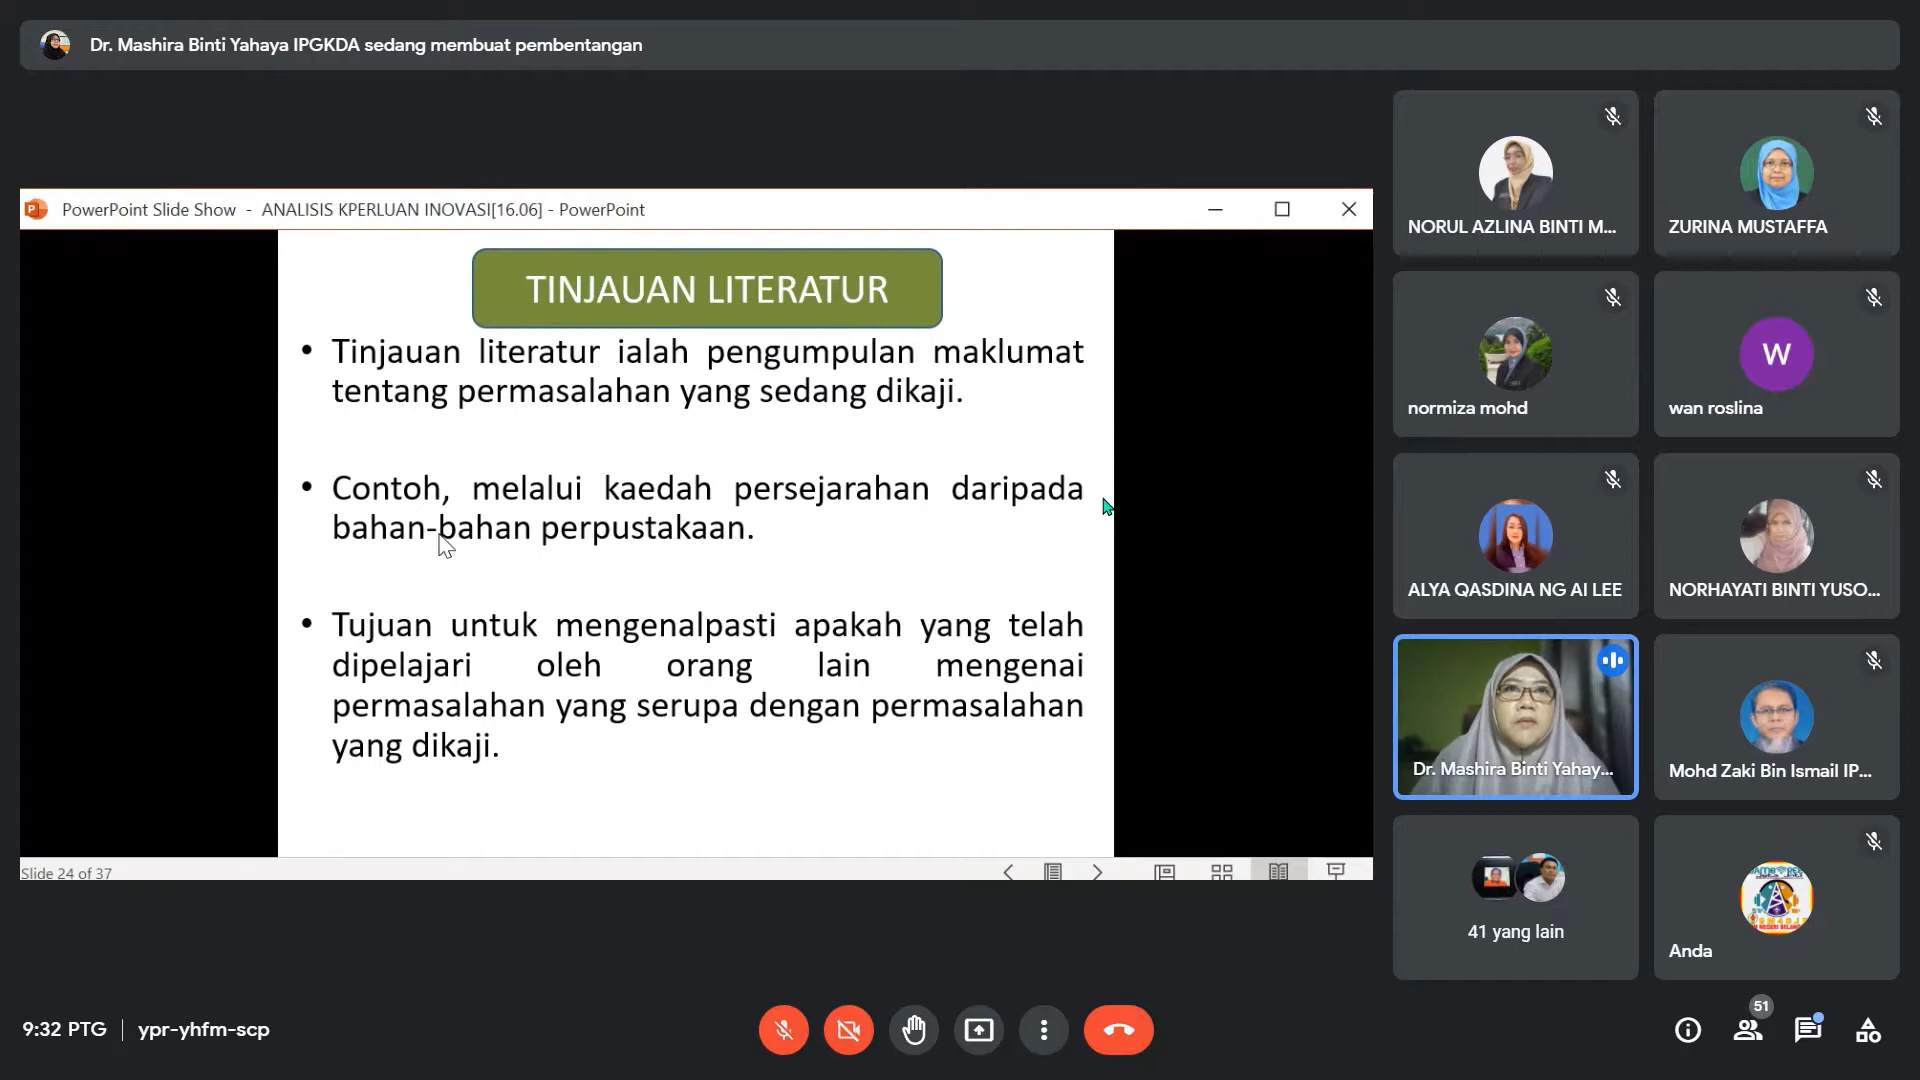 Dr. Mashira Binti Yahaya IPGKDA sedang membuat pembentangan
PowerPoint Slide Show - ANALISIS KPERLUAN INOVASI[16.06] - PowerPoint
TINJAUAN LITERATUR
• Tinjauan literatur ialah pengumpulan maklumat
tentang permasalahan yang sedang dikaji.
• Contoh, melalui kaedah persejarahan daripada
bahan-bahan perpustakaan.
• Tujuan untuk mengenalpasti apakah yang telah
dipelajari oleh orang lain mengenai
permasalahan yang serupa dengan permasalahan
yang dikaji.
Slide 24 of 37
NORUL AZLINA BINTI M...
ZURINA MUSTAFFA
normiza mohd
W
wan roslina
ALYA QASDINA NG AI LEE
NORHAYATI BINTI YUSO...
Dr. Mashira Binti Yahay...
Mohd Zaki Bin Ismail IP...
41 yang lain
Anda
9:32 PTG | ypr-yhfm-scp
51